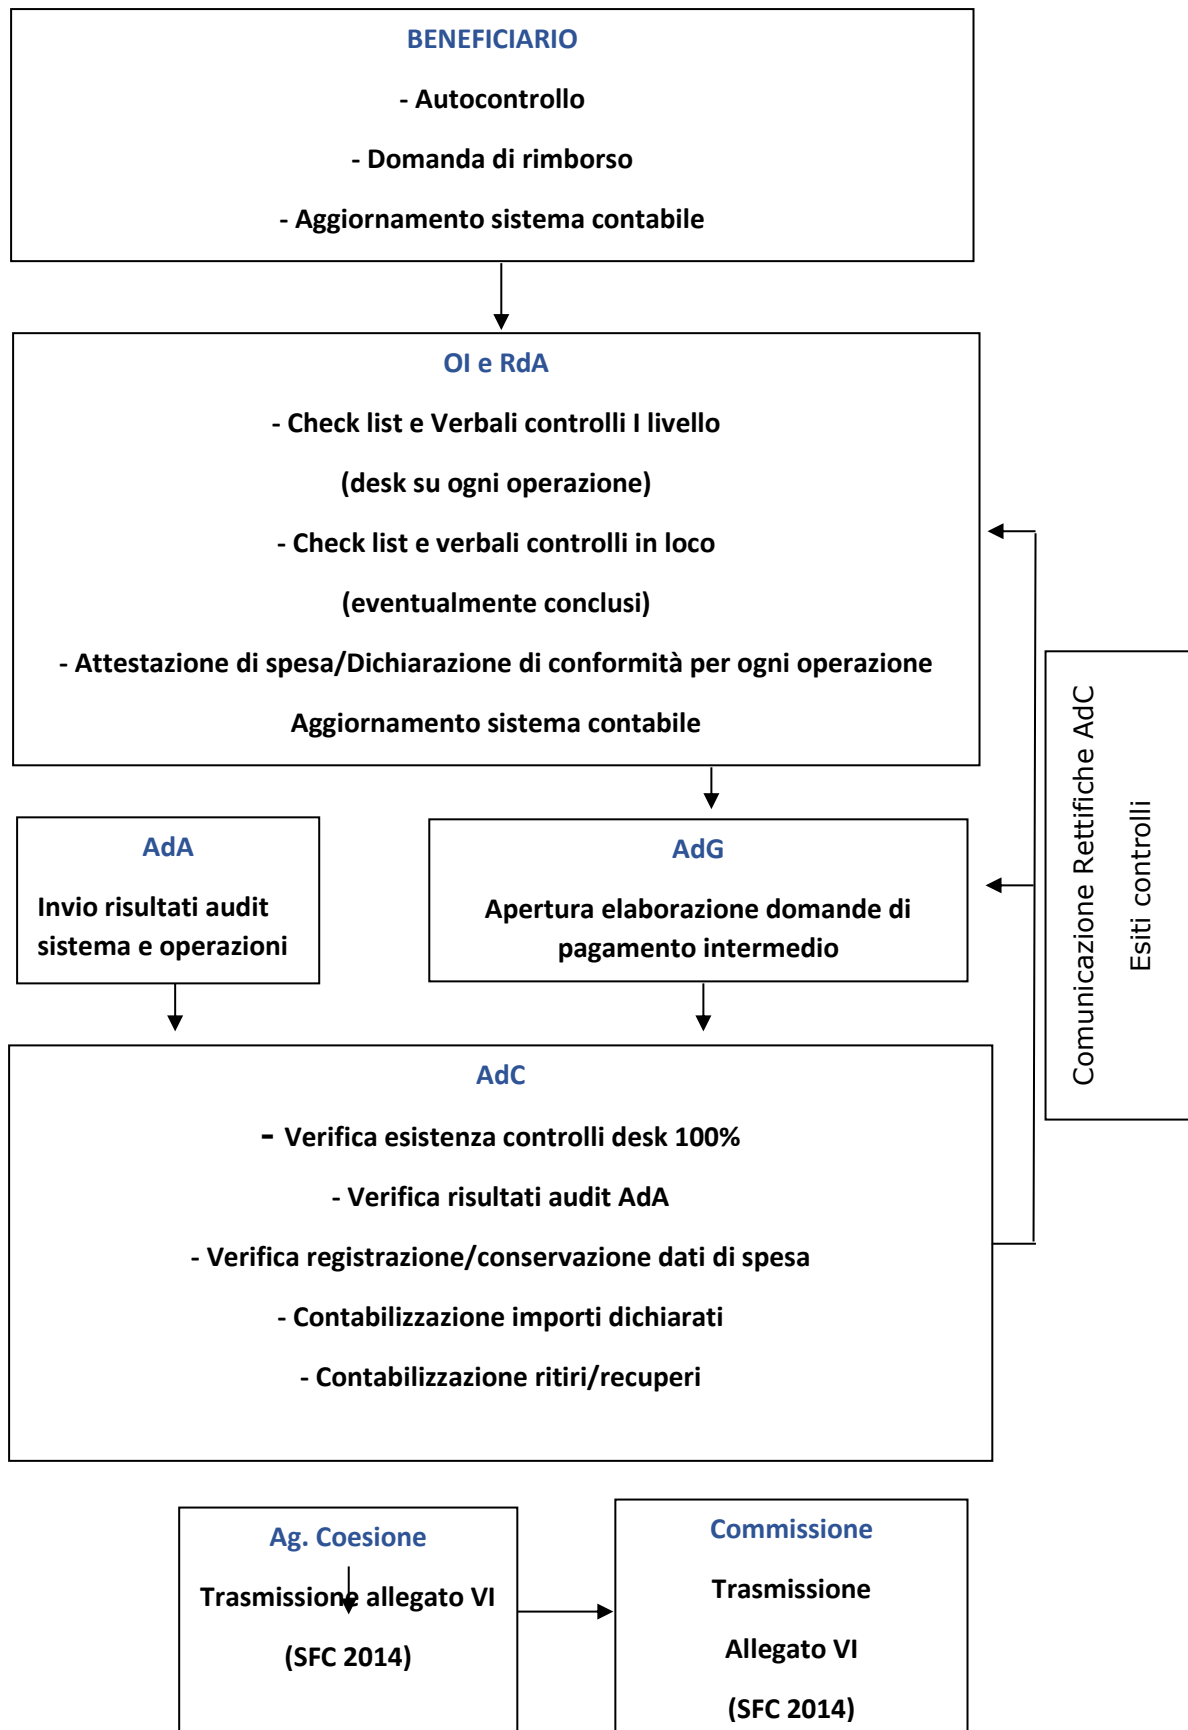 BENEFICIARIO
- Autocontrollo
- Domanda di rimborso
- Aggiornamento sistema contabile
OI e RdA
- Check list e Verbali controlli I livello
(desk su ogni operazione)
- Check list e verbali controlli in loco
(eventualmente conclusi)
- Attestazione di spesa/Dichiarazione di conformità per ogni operazione
Aggiornamento sistema contabile
Comunicazione Rettifiche AdC
Esiti controlli
AdA
Invio risultati audit
sistema e operazioni
AdG
Apertura elaborazione domande di
pagamento intermedio
AdC
- Verifica esistenza controlli desk 100%
- Verifica risultati audit AdA
- Verifica registrazione/conservazione dati di spesa
- Contabilizzazione importi dichiarati
- Contabilizzazione ritiri/recuperi
Ag. Coesione
Trasmissione allegato VI
(SFC 2014)
Commissione
Trasmissione
Allegato VI
(SFC 2014)